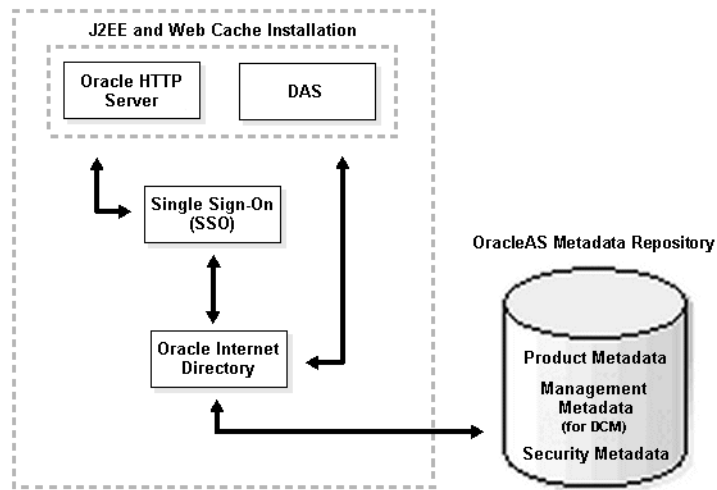 J2EE and Web Cache Installation
Oracle HTTP
Server
DAS
Single Sign-On
(SSO)
OracleAS Metadata Repository
Oracle Internet
Directory
Product Metadata
Management
Metadata
(for DCM)
Security Metadata